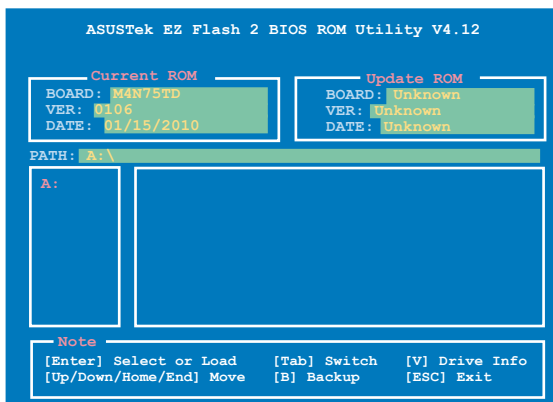 ASUSTek EZ Flash 2 BIOS ROM Utility V4.12
Current ROM
BOARD: M4N75TD
VER: 0106
DATE: 01/15/2010
Update ROM
BOARD: Unknown
VER: Unknown
DATE: Unknown
PATH: A:\
A:
Note
[Enter] Select or Load [Tab] Switch [V] Drive Info
[Up/Down/Home/End] Move [B] Backup [ESC] Exit